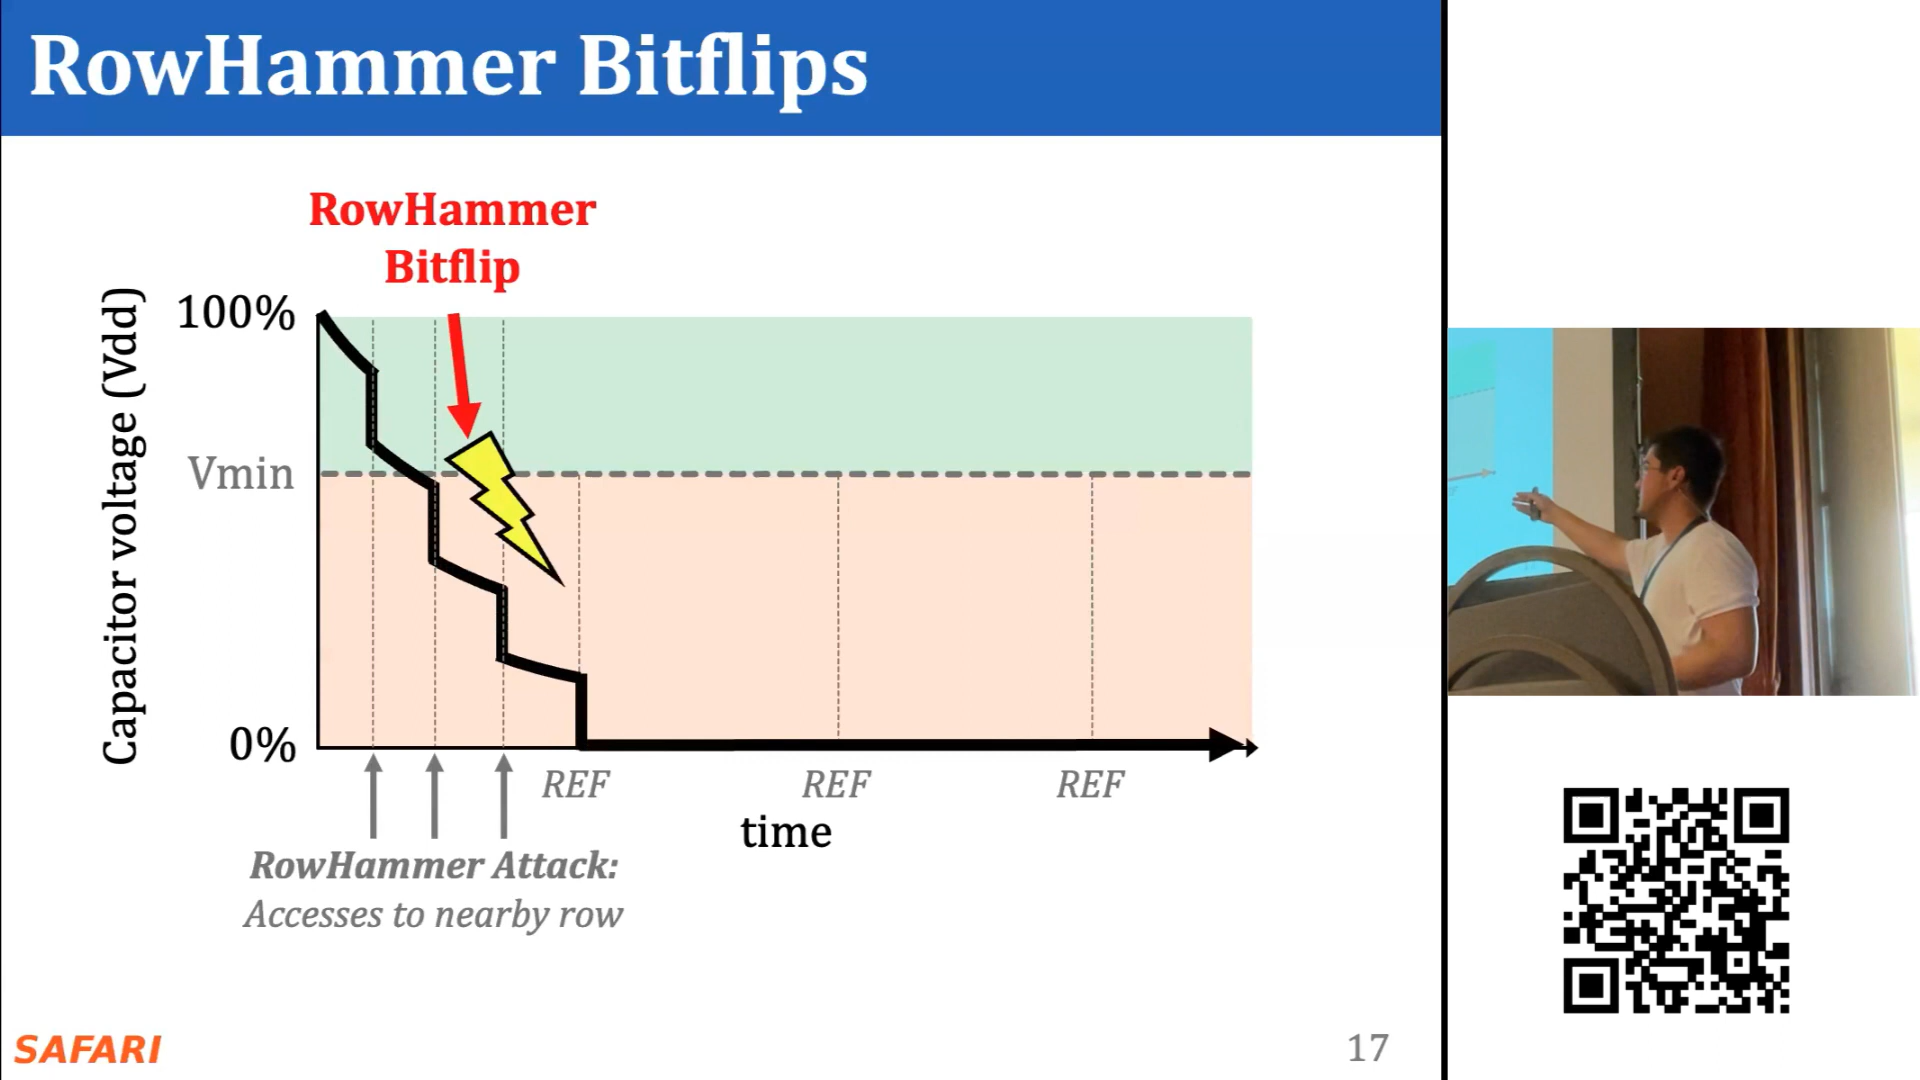 RowHammer Bitflips
RowHammer
Bitflip
Capacitor voltage (Vdd)
100%
Vmin
0%
REF
REF
REF
time
RowHammer Attack:
Accesses to nearby row
SAFARI
17